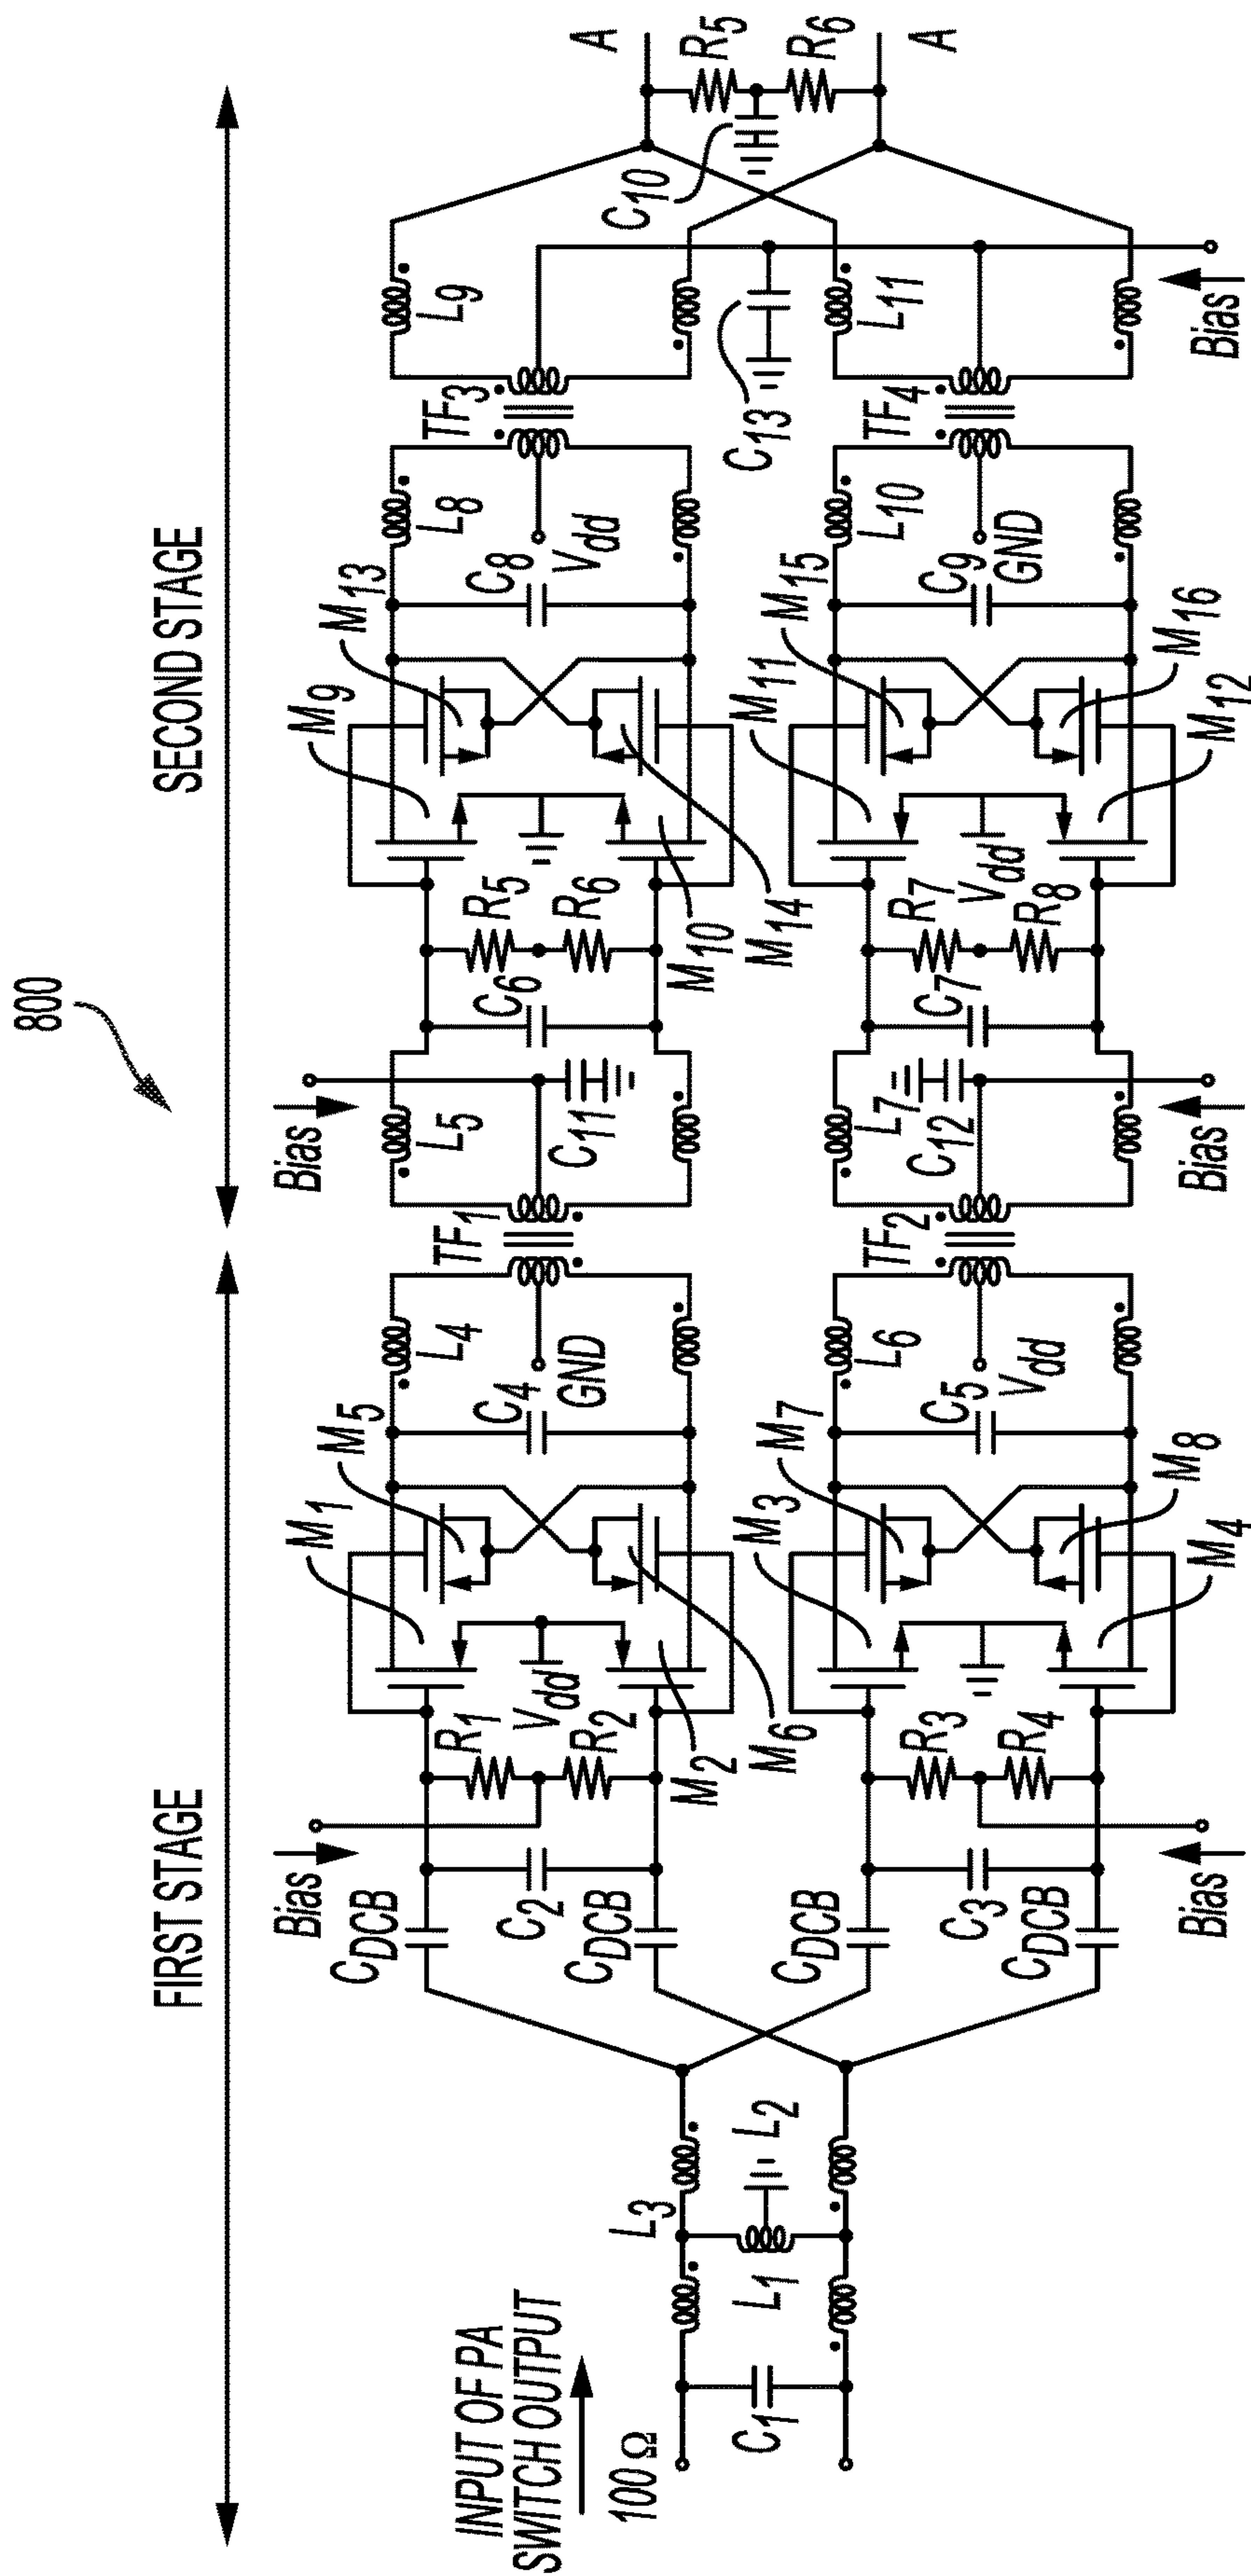 800
FIRST STAGE
SECOND STAGE
INPUT OF PA
SWITCH OUTPUT
100 Ω
C1
L1
L2
L3
CDCB
CDCB
CDCB
CDCB
Bias
C2
R1
R2
Vdd
M1
M2
M5
M6
C4
GND
L4
TF1
L5
Bias
C11
C6
R5
R6
M9
M10
M13
M14
C8
Vdd
L8
TF3
L9
Bias
C3
R3
R4
M3
M4
M7
M8
C5
Vdd
L6
TF2
L7
C12
Bias
C7
R7
R8
Vdd
M11
M12
M15
M16
C9
GND
L10
TF4
L11
C13
Bias
C10
R5
R6
A
A